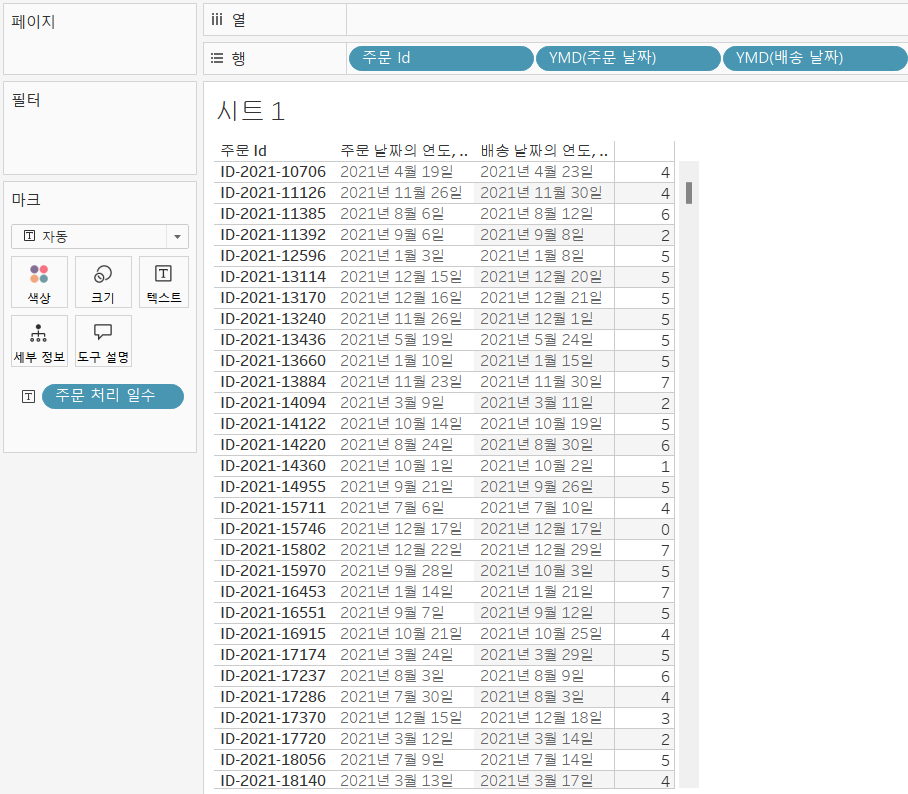 페이지
필터
마크
자동
색상 크기 텍스트
세부 정보 도구 설명
주문 처리 일수
열
행 주문 Id YMD(주문 날짜) YMD(배송 날짜)
시트 1
주문 Id 주문 날짜의 연도, .. 배송 날짜의 연도, ..
ID-2021-10706 2021년 4월 19일 2021년 4월 23일 4
ID-2021-11126 2021년 11월 26일 2021년 11월 30일 4
ID-2021-11385 2021년 8월 6일 2021년 8월 12일 6
ID-2021-11392 2021년 9월 6일 2021년 9월 8일 2
ID-2021-12596 2021년 1월 3일 2021년 1월 8일 5
ID-2021-13114 2021년 12월 15일 2021년 12월 20일 5
ID-2021-13170 2021년 12월 16일 2021년 12월 21일 5
ID-2021-13240 2021년 11월 26일 2021년 12월 1일 5
ID-2021-13436 2021년 5월 19일 2021년 5월 24일 5
ID-2021-13660 2021년 1월 10일 2021년 1월 15일 5
ID-2021-13884 2021년 11월 23일 2021년 11월 30일 7
ID-2021-14094 2021년 3월 9일 2021년 3월 11일 2
ID-2021-14122 2021년 10월 14일 2021년 10월 19일 5
ID-2021-14220 2021년 8월 24일 2021년 8월 30일 6
ID-2021-14360 2021년 10월 1일 2021년 10월 2일 1
ID-2021-14955 2021년 9월 21일 2021년 9월 26일 5
ID-2021-15711 2021년 7월 6일 2021년 7월 10일 4
ID-2021-15746 2021년 12월 17일 2021년 12월 17일 0
ID-2021-15802 2021년 12월 22일 2021년 12월 29일 7
ID-2021-15970 2021년 9월 28일 2021년 10월 3일 5
ID-2021-16453 2021년 1월 14일 2021년 1월 21일 7
ID-2021-16551 2021년 9월 7일 2021년 9월 12일 5
ID-2021-16915 2021년 10월 21일 2021년 10월 25일 4
ID-2021-17174 2021년 3월 24일 2021년 3월 29일 5
ID-2021-17237 2021년 8월 3일 2021년 8월 9일 6
ID-2021-17286 2021년 7월 30일 2021년 8월 3일 4
ID-2021-17370 2021년 12월 15일 2021년 12월 18일 3
ID-2021-17720 2021년 3월 12일 2021년 3월 14일 2
ID-2021-18056 2021년 7월 9일 2021년 7월 14일 5
ID-2021-18140 2021년 3월 13일 2021년 3월 17일 4